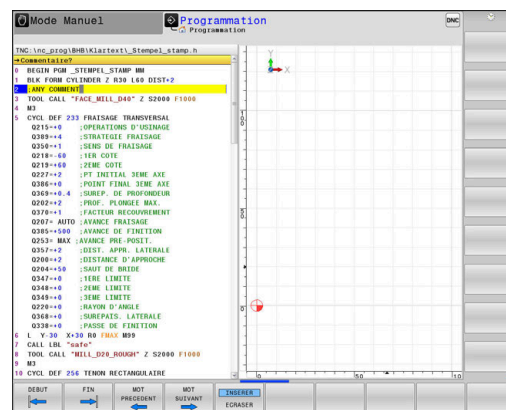 Mode Manuel
Programmation
Programmation
DNC
TNC:\nc_prog\BHB\Klartext\_Stempel_stamp.h
→Commentaire?
0 BEGIN PGM _STEMPEL_STAMP MM
1 BLK FORM CYLINDER Z R30 L60 DIST+2
2 ;ANY COMMENT
3 TOOL CALL "FACE_MILL_D40" Z S2000 F1000
4 M3
5 CYCL DEF 233 FRAISAGE TRANSVERSAL
Q215=+0 ;OPERATIONS D'USINAGE
Q389=+4 ;STRATEGIE FRAISAGE
Q350=+1 ;SENS DE FRAISAGE
Q218=-60 ;1ER COTE
Q219=+60 ;2EME COTE
Q227=+2 ;PT INITIAL 3EME AXE
Q386=+0 ;POINT FINAL 3EME AXE
Q369=+0.4 ;SUREP. DE PROFONDEUR
Q202=+2 ;PROF. PLONGEE MAX.
Q370=+1 ;FACTEUR RECOUVREMENT
Q207= AUTO ;AVANCE FRAISAGE
Q385=+500 ;AVANCE DE FINITION
Q253= MAX ;AVANCE PRE-POSIT.
Q357=+2 ;DIST. APPR. LATERALE
Q200=+2 ;DISTANCE D'APPROCHE
Q204=+50 ;SAUT DE BRIDE
Q347=+0 ;1ERE LIMITE
Q348=+0 ;2EME LIMITE
Q349=+0 ;3EME LIMITE
Q220=+0 ;RAYON D'ANGLE
Q368=+0 ;SUREPAIS. LATERALE
Q338=+0 ;PASSE DE FINITION
6 L Y-30 X+30 R0 FMAX M99
7 CALL LBL "safe"
8 TOOL CALL "MILL_D20_ROUGH" Z S2000 F1000
9 M3
10 CYCL DEF 256 TENON RECTANGULAIRE
Y
X
100
50
0
0
50
100
DEBUT
FIN
MOT PRECEDENT
MOT SUIVANT
INSERER
ECRASER